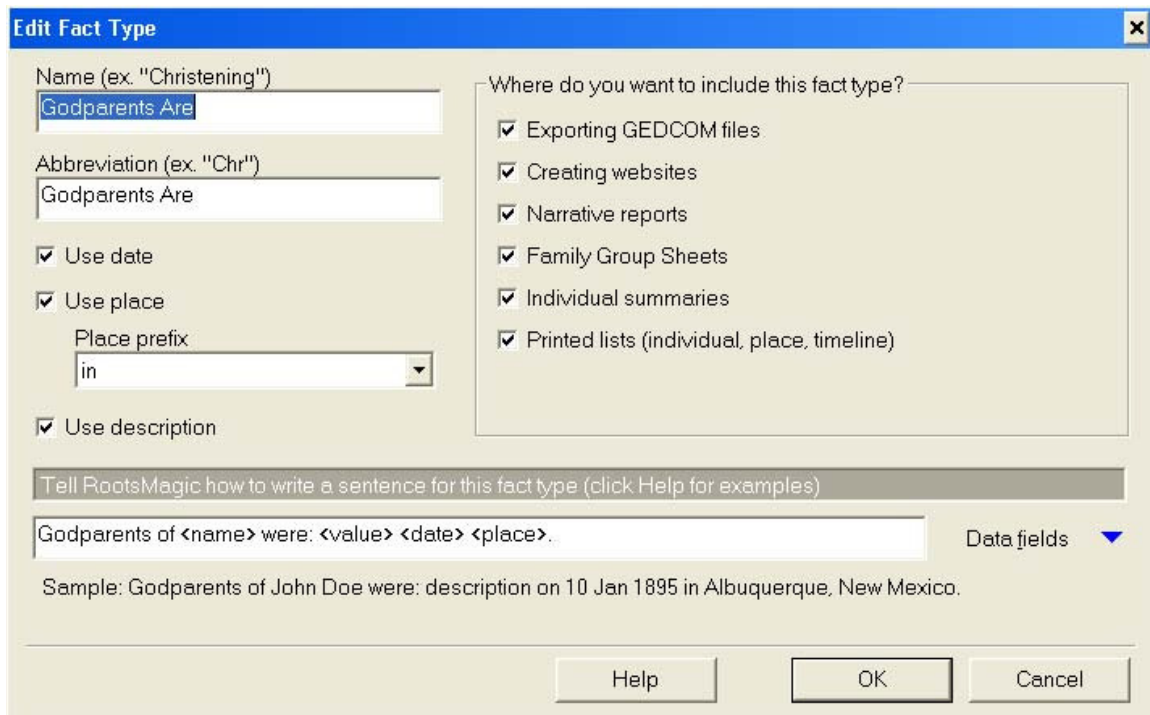 Edit Fact Type
Name (ex. "Christening")
Godparents Are
Abbreviation (ex. "Chr")
Godparents Are
Use date
Use place
Place prefix
in
Use description
Where do you want to include this fact type?
Exporting GEDCOM files
Creating websites
Narrative reports
Family Group Sheets
Individual summaries
Printed lists (individual, place, timeline)
Tell RootsMagic how to write a sentence for this fact type (click Help for examples)
Godparents of <name> were: <value> <date> <place>.
Data fields
Sample: Godparents of John Doe were: description on 10 Jan 1895 in Albuquerque, New Mexico.
Help
OK
Cancel